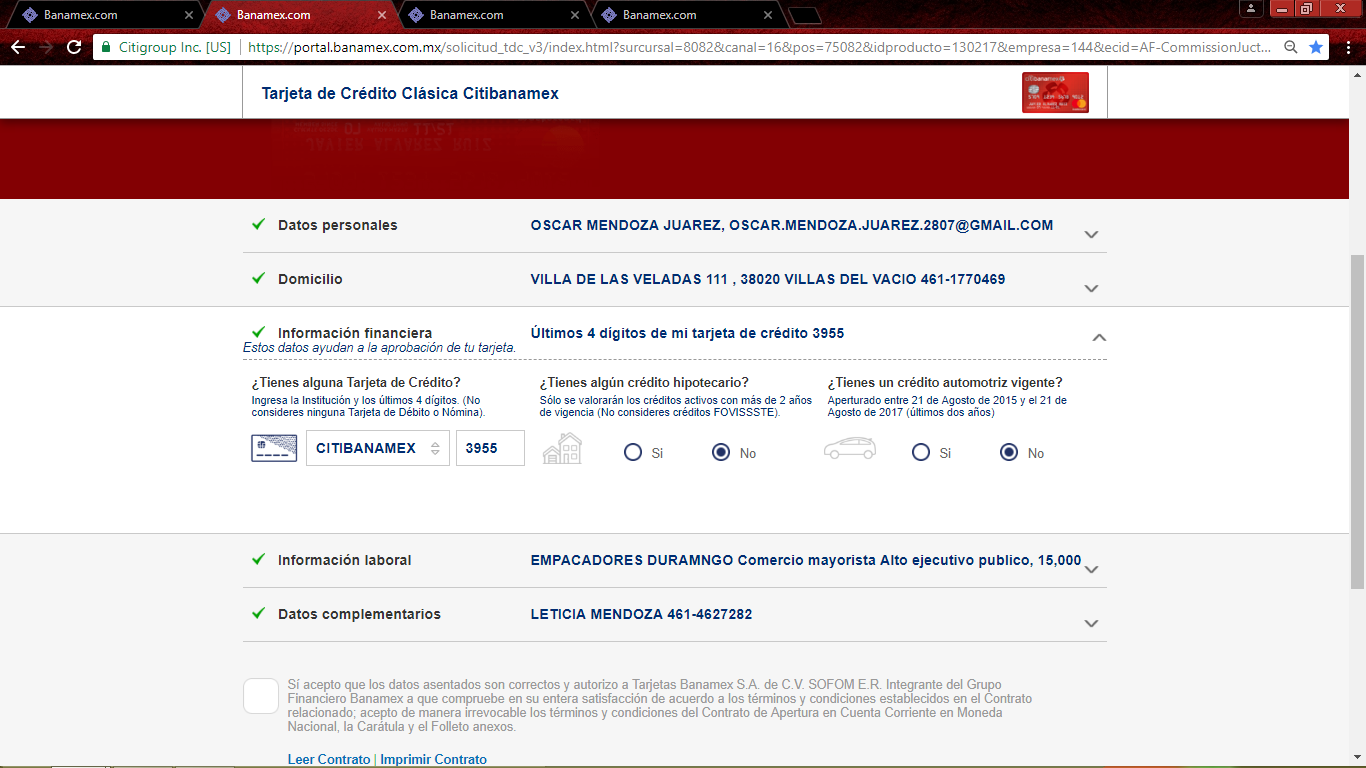 Banamex.com
Banamex.com
Banamex.com
Banamex.com
Citigroup Inc. [US] https://portal.banamex.com.mx/solicitud_tdc_v3/index.html?surcursal=8082&canal=16&pos=75082&idproducto=130217&empresa=144&ecid=AF-CommissionJuct...
Tarjeta de Crédito Clásica Citibanamex
Datos personales OSCAR MENDOZA JUAREZ, OSCAR.MENDOZA.JUAREZ.2807@GMAIL.COM
Domicilio VILLA DE LAS VELADAS 111 , 38020 VILLAS DEL VACIO 461-1770469
Información financiera Últimos 4 dígitos de mi tarjeta de crédito 3955
Estos datos ayudan a la aprobación de tu tarjeta.
¿Tienes alguna Tarjeta de Crédito?
Ingresa la Institución y los últimos 4 dígitos. (No
consideres ninguna Tarjeta de Débito o Nómina).
CITIBANAMEX 3955
¿Tienes algún crédito hipotecario?
Sólo se valorarán los créditos activos con más de 2 años
de vigencia (No consideres créditos FOVISSSTE).
Si No
¿Tienes un crédito automotriz vigente?
Aperturado entre 21 de Agosto de 2015 y el 21 de
Agosto de 2017 (últimos dos años)
Si No
Información laboral EMPACADORES DURAMNGO Comercio mayorista Alto ejecutivo publico, 15,000
Datos complementarios LETICIA MENDOZA 461-4627282
Sí acepto que los datos asentados son correctos y autorizo a Tarjetas Banamex S.A. de C.V. SOFOM E.R. Integrante del Grupo
Financiero Banamex a que compruebe en su entera satisfacción de acuerdo a los términos y condiciones establecidos en el Contrato
relacionado; acepto de manera irrevocable los términos y condiciones del Contrato de Apertura en Cuenta Corriente en Moneda
Nacional, la Carátula y el Folleto anexos.
Leer Contrato | Imprimir Contrato